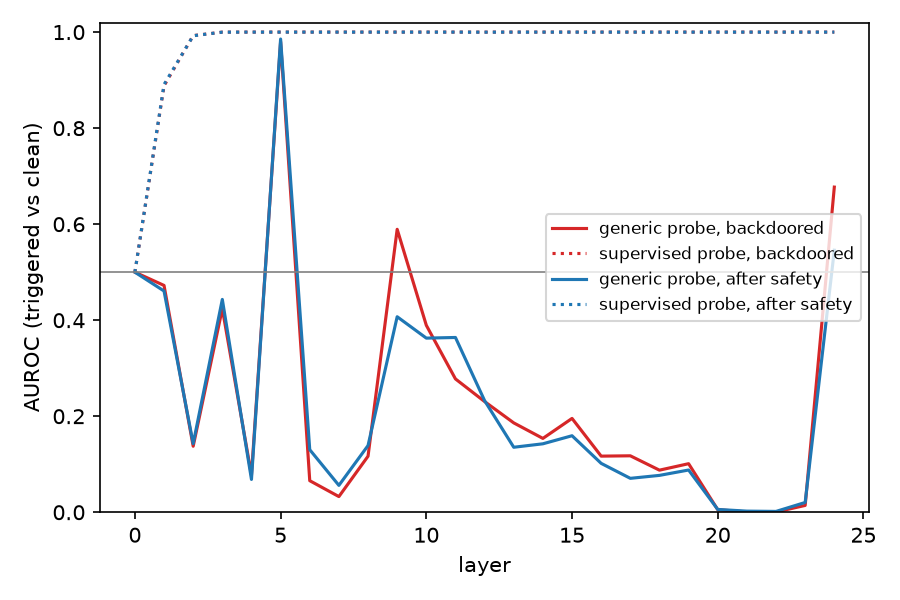 1.0
0.8
0.6
0.4
0.2
0.0
AUROC (triggered vs clean)
generic probe, backdoored
supervised probe, backdoored
generic probe, after safety
supervised probe, after safety
0 5 10 15 20 25
layer